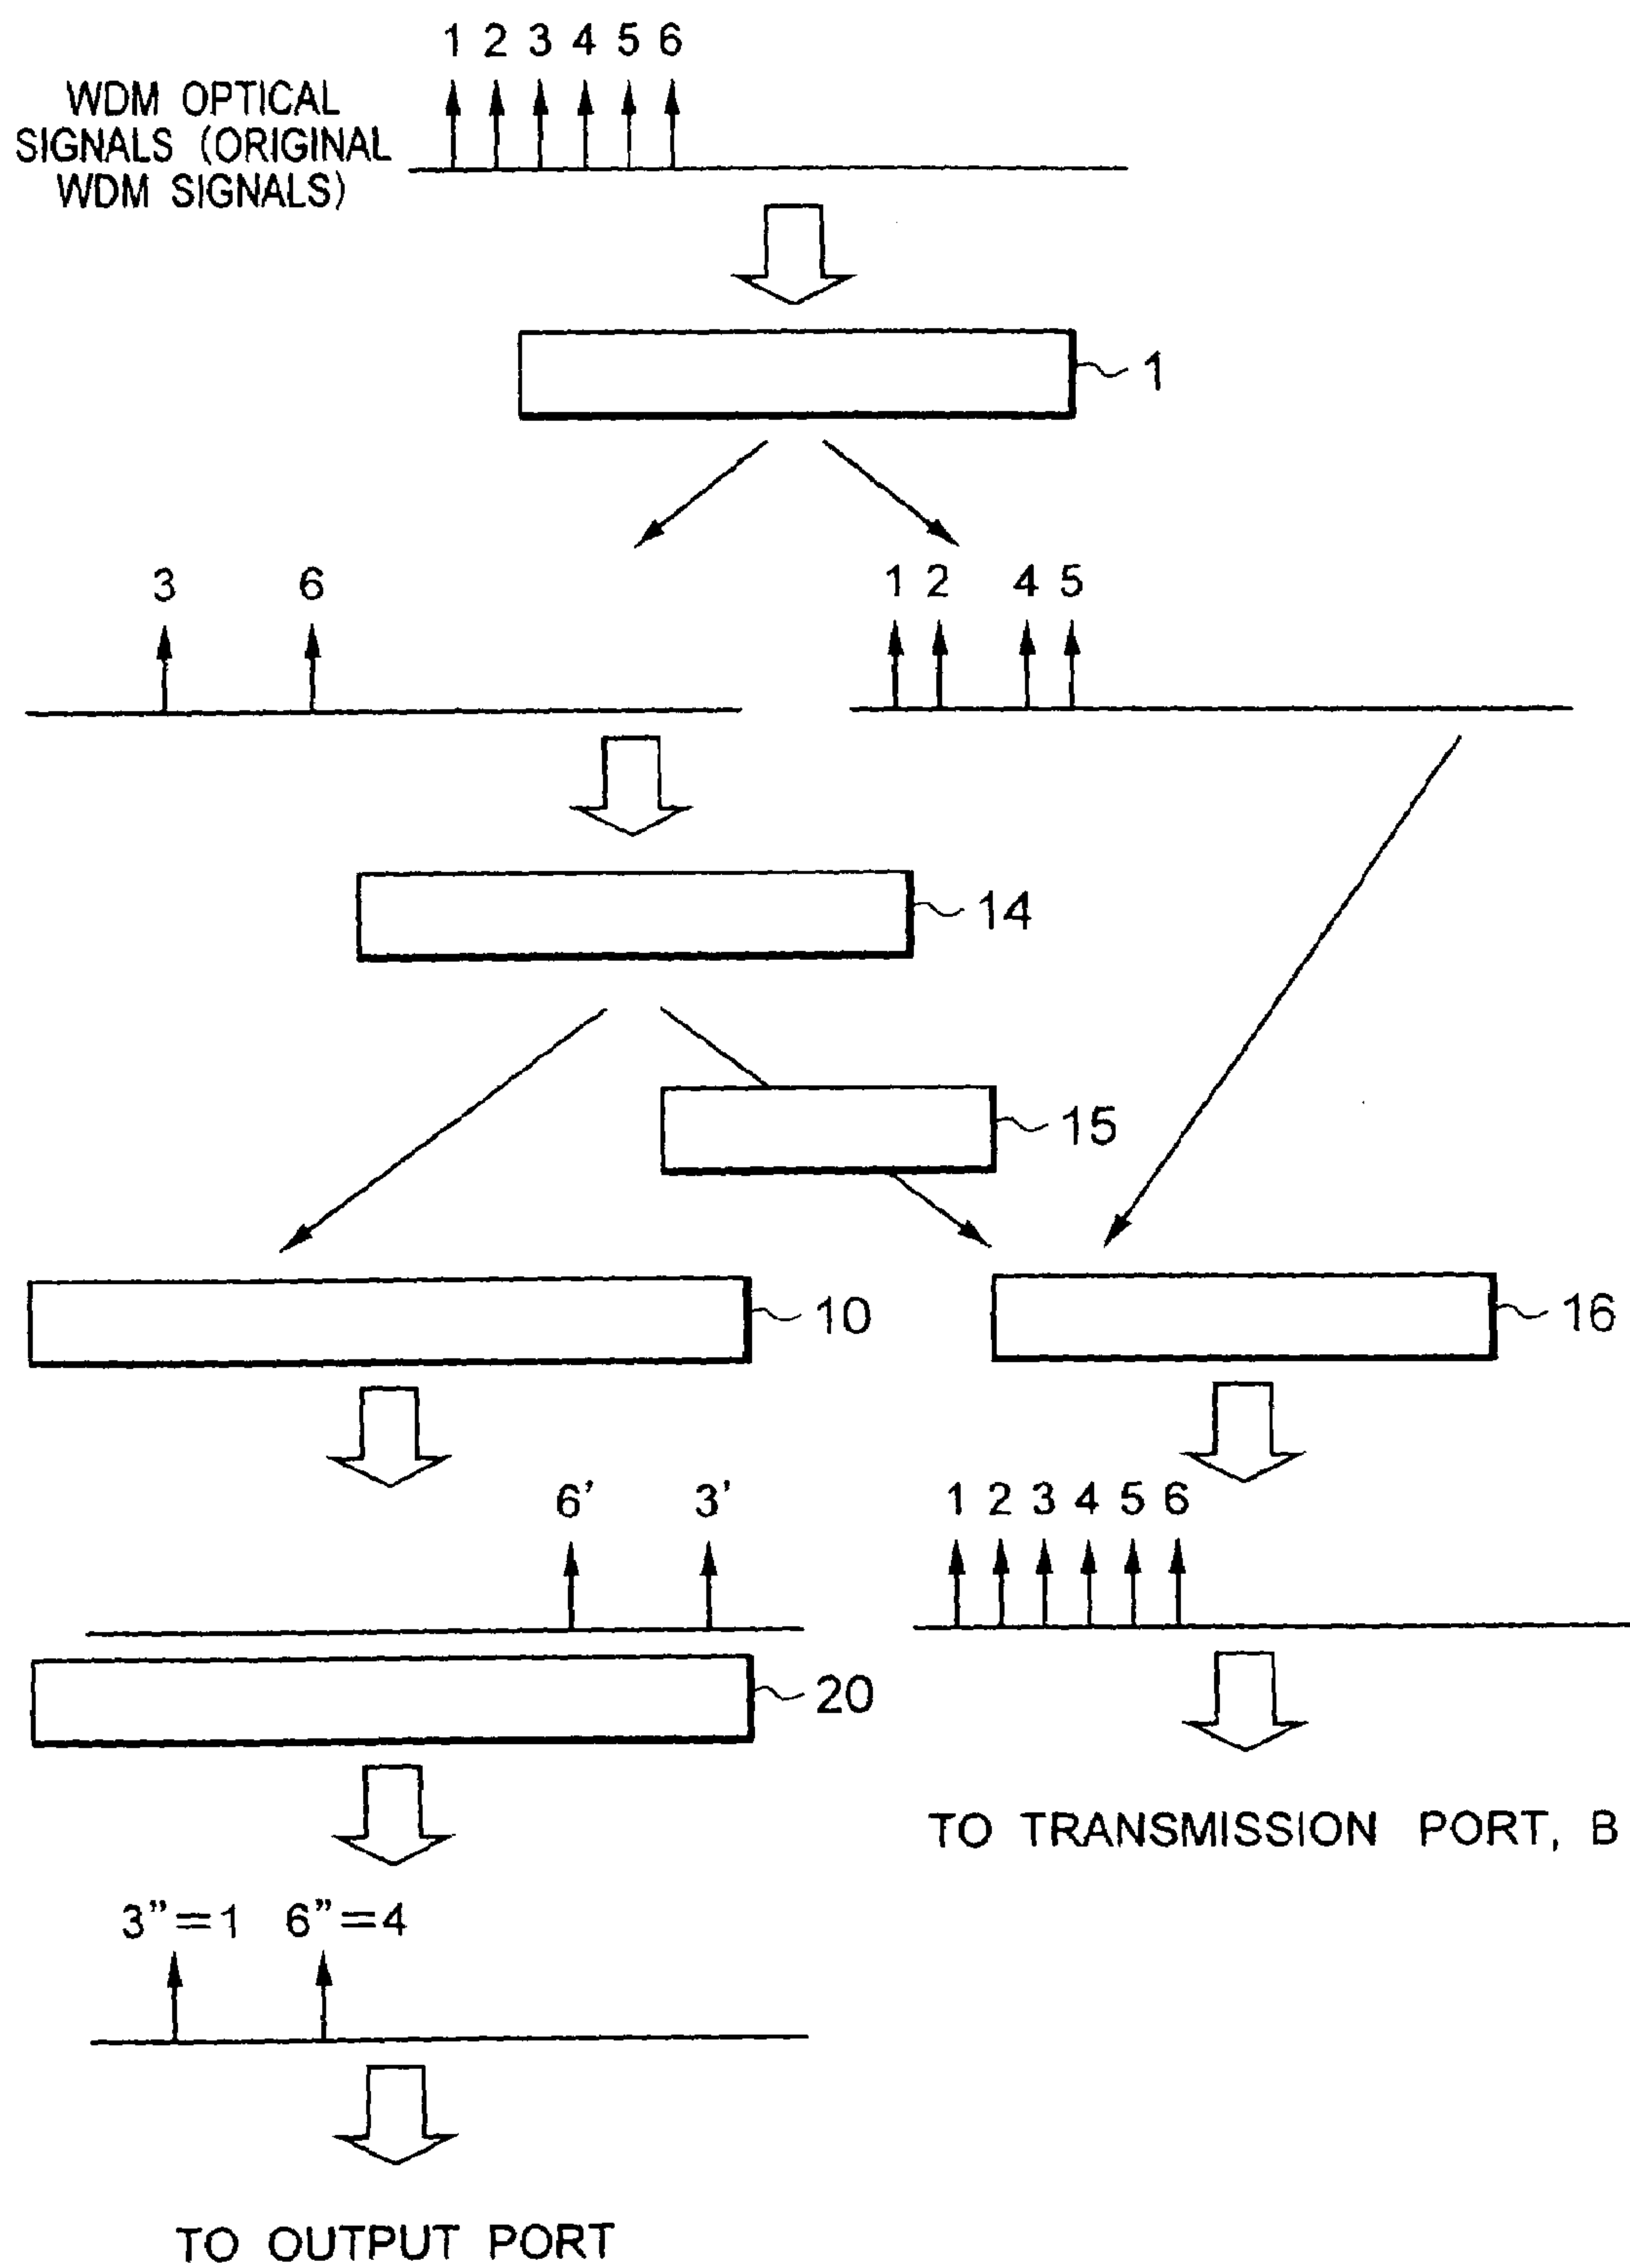 1 2 3 4 5 6
WDM OPTICAL
SIGNALS (ORIGINAL
WDM SIGNALS)
1
3 6
1 2 4 5
14
15
10
16
6' 3'
1 2 3 4 5 6
20
TO TRANSMISSION PORT, B
3"=1 6"=4
TO OUTPUT PORT